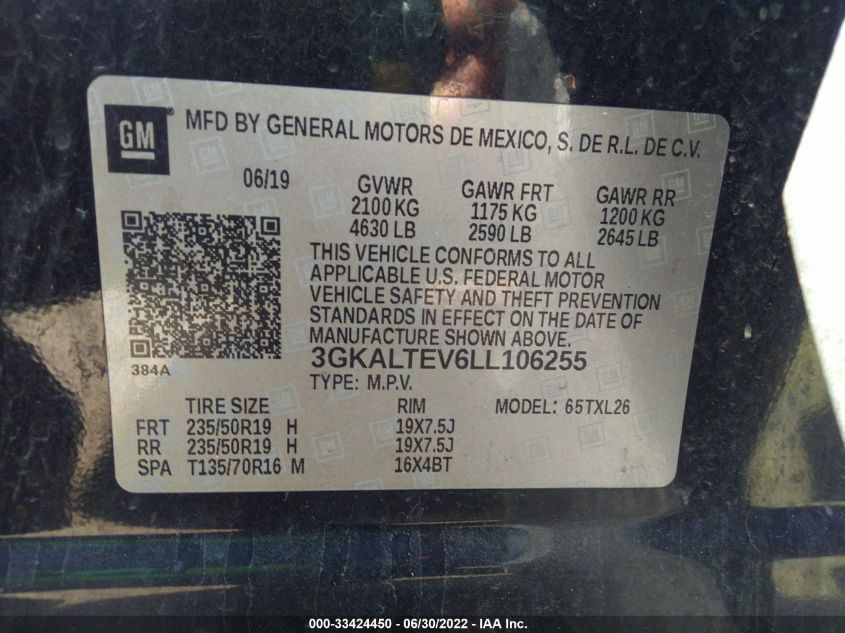 GM ® MFD BY GENERAL MOTORS DE MEXICO, S. DE R.L. DE C.V.
06/19 GVWR GAWR FRT GAWR RR
2100 KG 1175 KG 1200 KG
4630 LB 2590 LB 2645 LB
THIS VEHICLE CONFORMS TO ALL
APPLICABLE U.S. FEDERAL MOTOR
VEHICLE SAFETY AND THEFT PREVENTION
STANDARDS IN EFFECT ON THE DATE OF
MANUFACTURE SHOWN ABOVE.
384A 3GKALTEV6LL106255
TYPE: M.P.V.
TIRE SIZE RIM MODEL: 65TXL26
FRT 235/50R19 H 19X7.5J
RR 235/50R19 H 19X7.5J
SPA T135/70R16 M 16X4BT
000-33424450 - 06/30/2022 - IAA Inc.